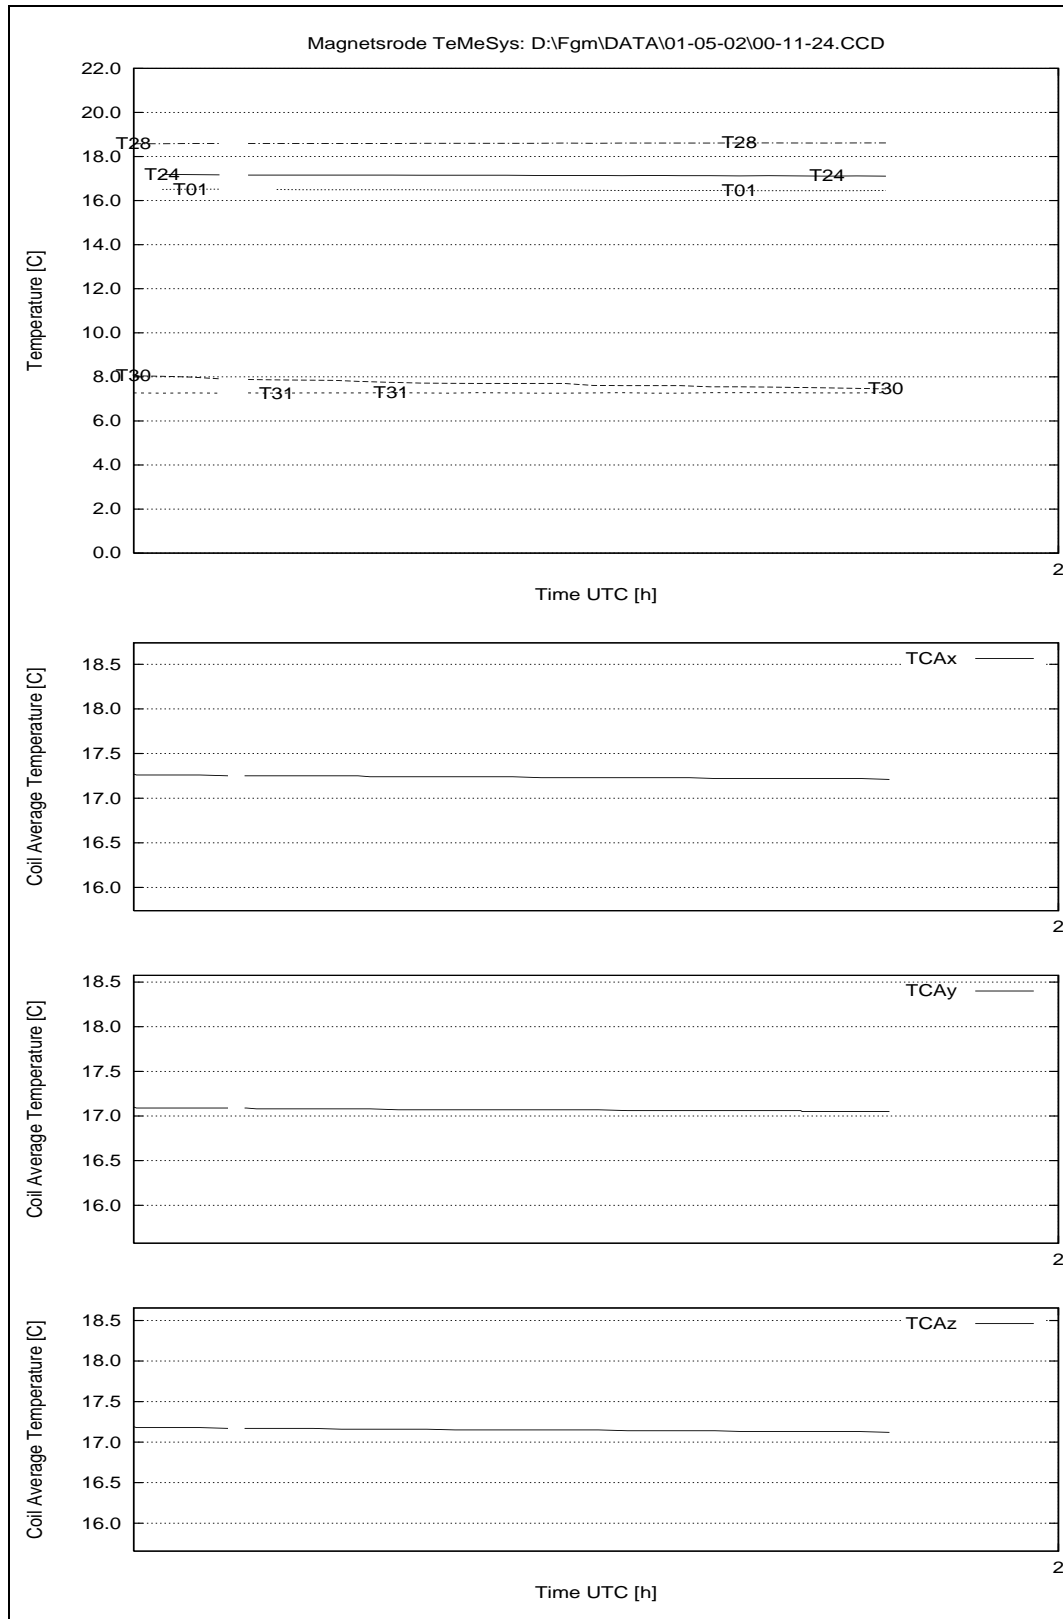 Magnetsrode TeMeSys: D:\Fgm\DATA\01-05-02\00-11-24.CCD
22.0
20.0
18.0
16.0
14.0
12.0
10.0
8.0
6.0
4.0
2.0
0.0
Temperature [C]
T28
T28
T24
T24
T01
T01
T30
T30
T31
T31
2
Time UTC [h]
18.5
18.0
17.5
17.0
16.5
16.0
Coil Average Temperature [C]
TCAx
2
18.5
18.0
17.5
17.0
16.5
16.0
Coil Average Temperature [C]
TCAy
2
18.5
18.0
17.5
17.0
16.5
16.0
Coil Average Temperature [C]
TCAz
2
Time UTC [h]